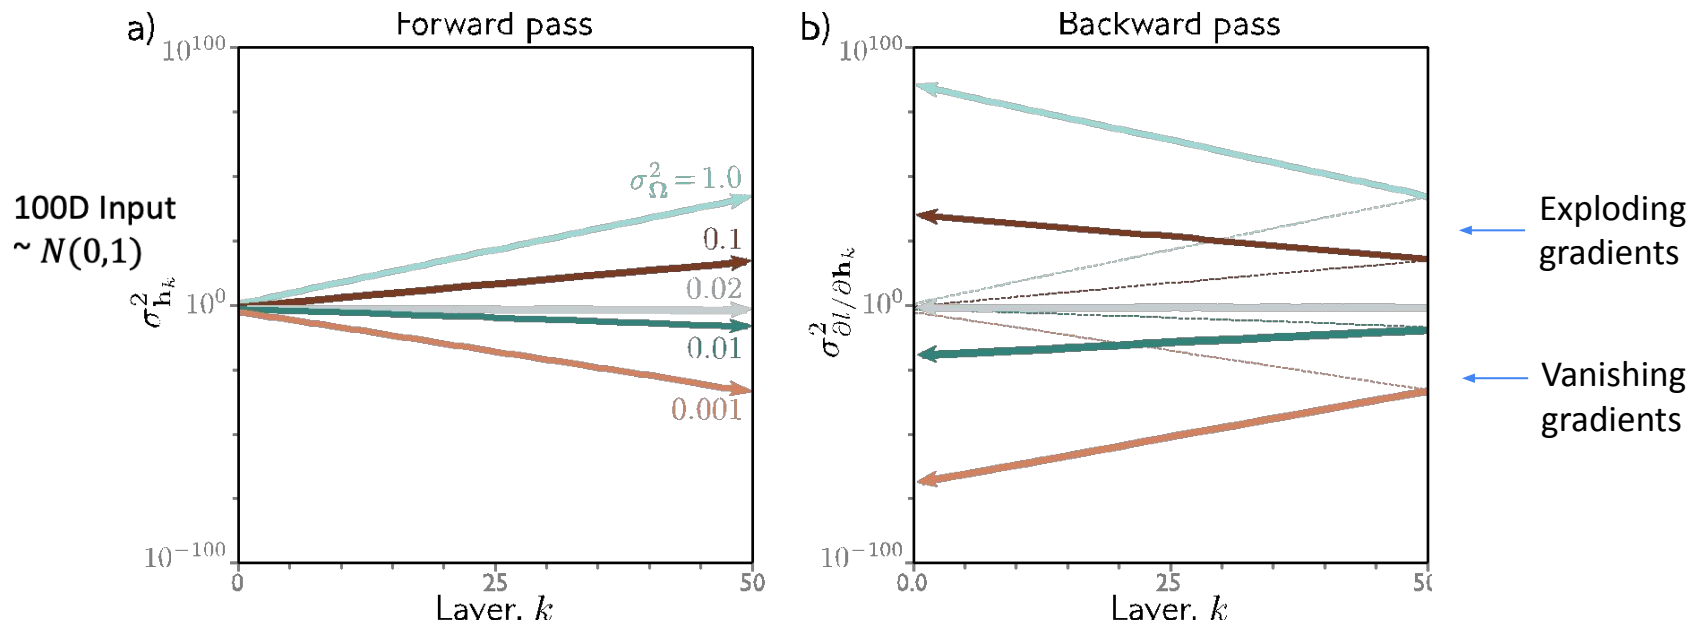 a) Forward pass
10^100
σ²_Ω = 1.0
0.1
0.02
0.01
0.001
10^0
10^-100
σ²_h_k
0 25 50
Layer, k
100D Input
~ N(0,1)
b) Backward pass
10^100
10^0
10^-100
σ²_∂l/∂h_k
0.0 25 50
Layer, k
Exploding
gradients
Vanishing
gradients